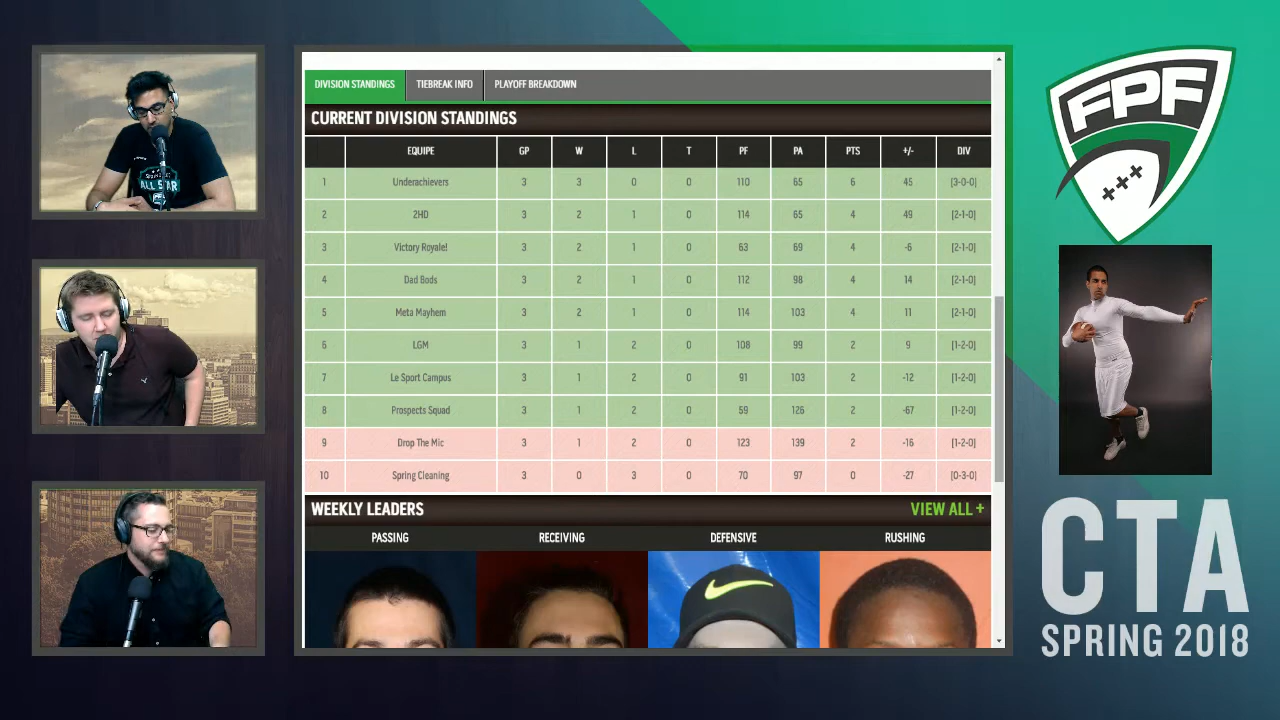 DIVISION STANDINGS TIEBREAK INFO PLAYOFF BREAKDOWN
CURRENT DIVISION STANDINGS
EQUIPE GP W L T PF PA PTS +/- DIV
1 Underachievers 3 3 0 0 110 65 6 45 [3-0-0]
2 2HD 3 2 1 0 114 65 4 49 [2-1-0]
3 Victory Royale! 3 2 1 0 63 69 4 -6 [2-1-0]
4 Dad Bods 3 2 1 0 112 98 4 14 [2-1-0]
5 Meta Mayhem 3 2 1 0 114 103 4 11 [2-1-0]
6 LGM 3 1 2 0 108 99 2 9 [1-2-0]
7 Le Sport Campus 3 1 2 0 91 103 2 -12 [1-2-0]
8 Prospects Squad 3 1 2 0 59 126 2 -67 [1-2-0]
9 Drop The Mic 3 1 2 0 123 139 2 -16 [1-2-0]
10 Spring Cleaning 3 0 3 0 70 97 0 -27 [0-3-0]
WEEKLY LEADERS VIEW ALL +
PASSING RECEIVING DEFENSIVE RUSHING
FPF
CTA
SPRING 2018
ALL STAR